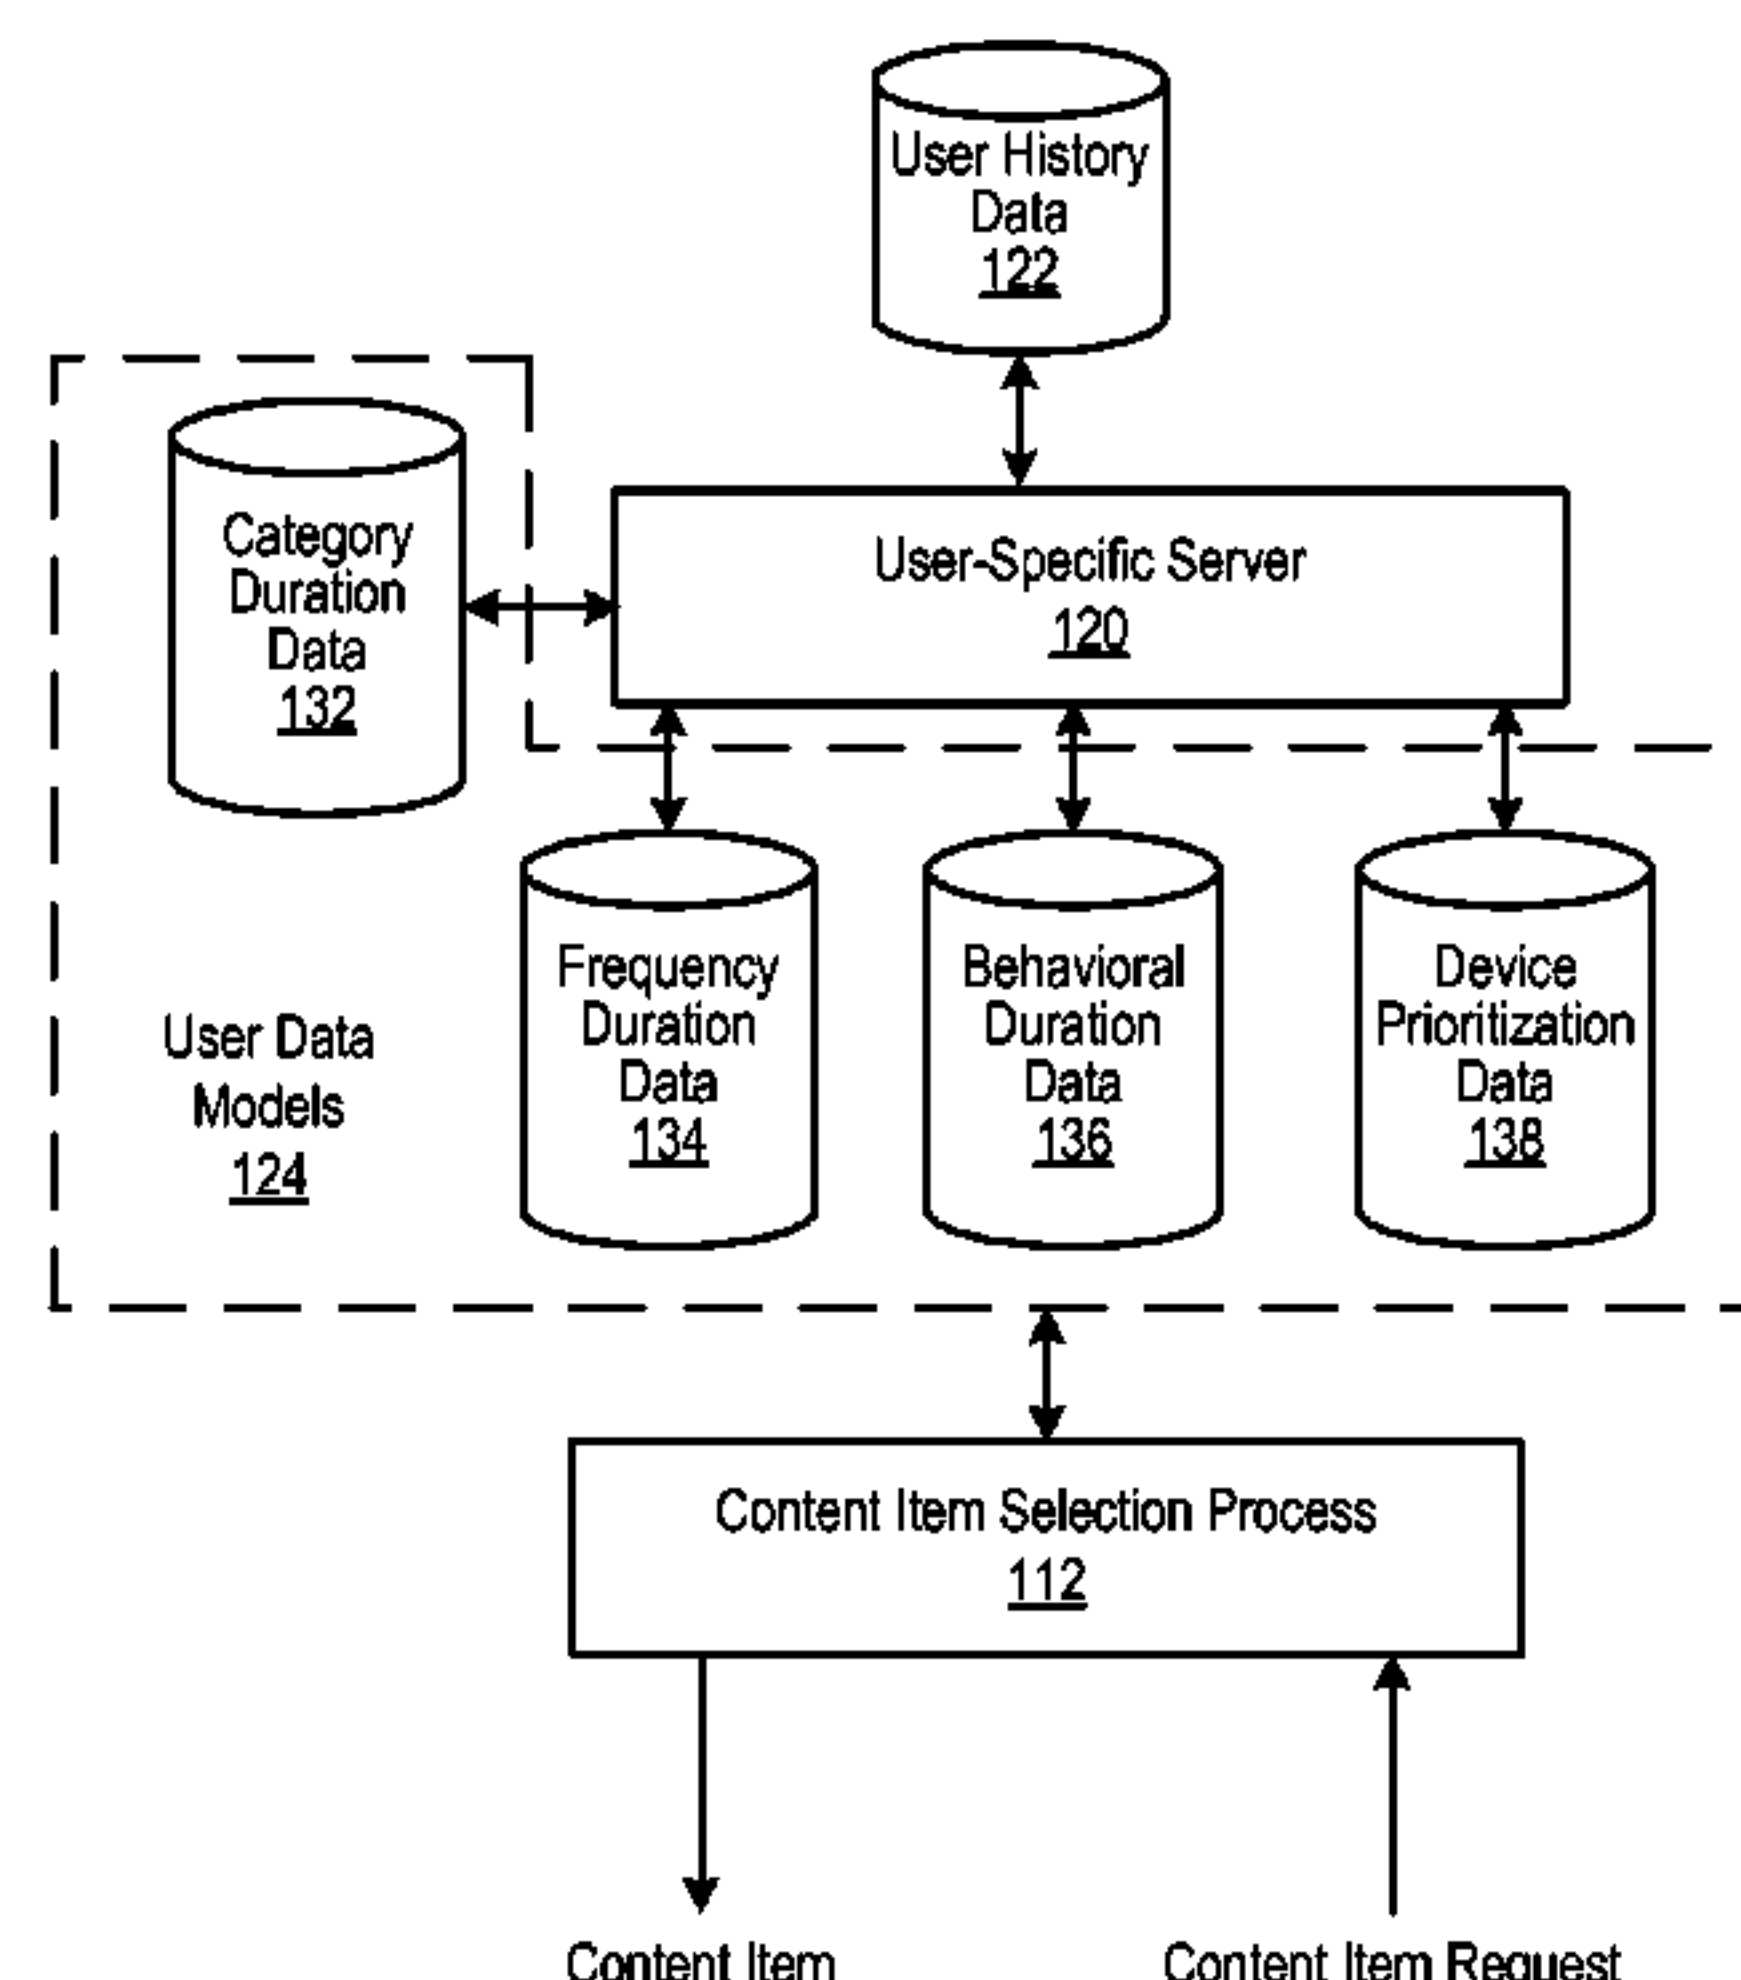 User History
Data
122
User-Specific Server
120
Category
Duration
Data
132
Frequency
Duration
Data
134
Behavioral
Duration
Data
136
Device
Prioritization
Data
138
User Data
Models
124
Content Item Selection Process
112
Content Item
Content Item Request